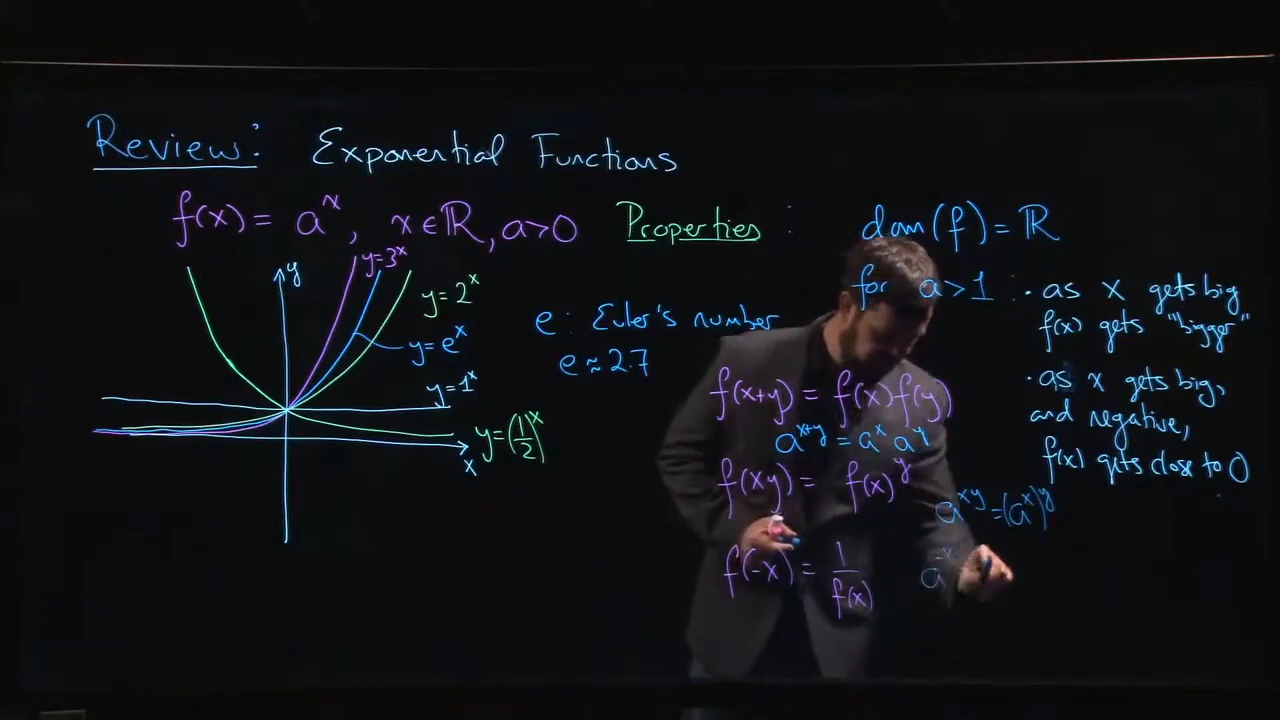 Review: Exponential Functions
f(x) = a^x, x ∈ ℝ, a>0
Properties : dom(f) = ℝ
y
y=3^x
y=2^x
y=e^x
y=1^x
y=(1/2)^x
x
e : Euler's number
e ≈ 2.7
for a>1 : · as x gets big
f(x) gets "bigger"
· as x gets big,
and negative,
f(x) gets close to 0
f(x+y) = f(x)f(y)
a^{x+y} = a^x a^y
f(xy) = f(x)^y
a^{xy} = (a^x)^y
f(-x) = 1/f(x)
a^{-x}